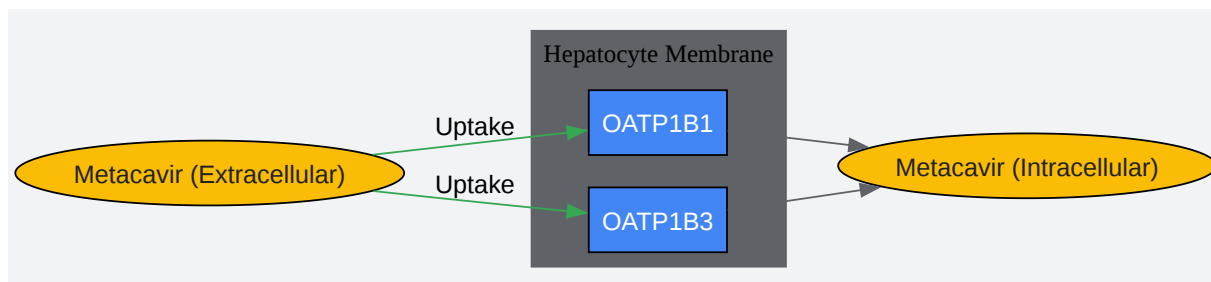 Hepatocyte Membrane
Uptake
OATP1B1
Metacavir (Extracellular)
Metacavir (Intracellular)
Uptake
OATP1B3